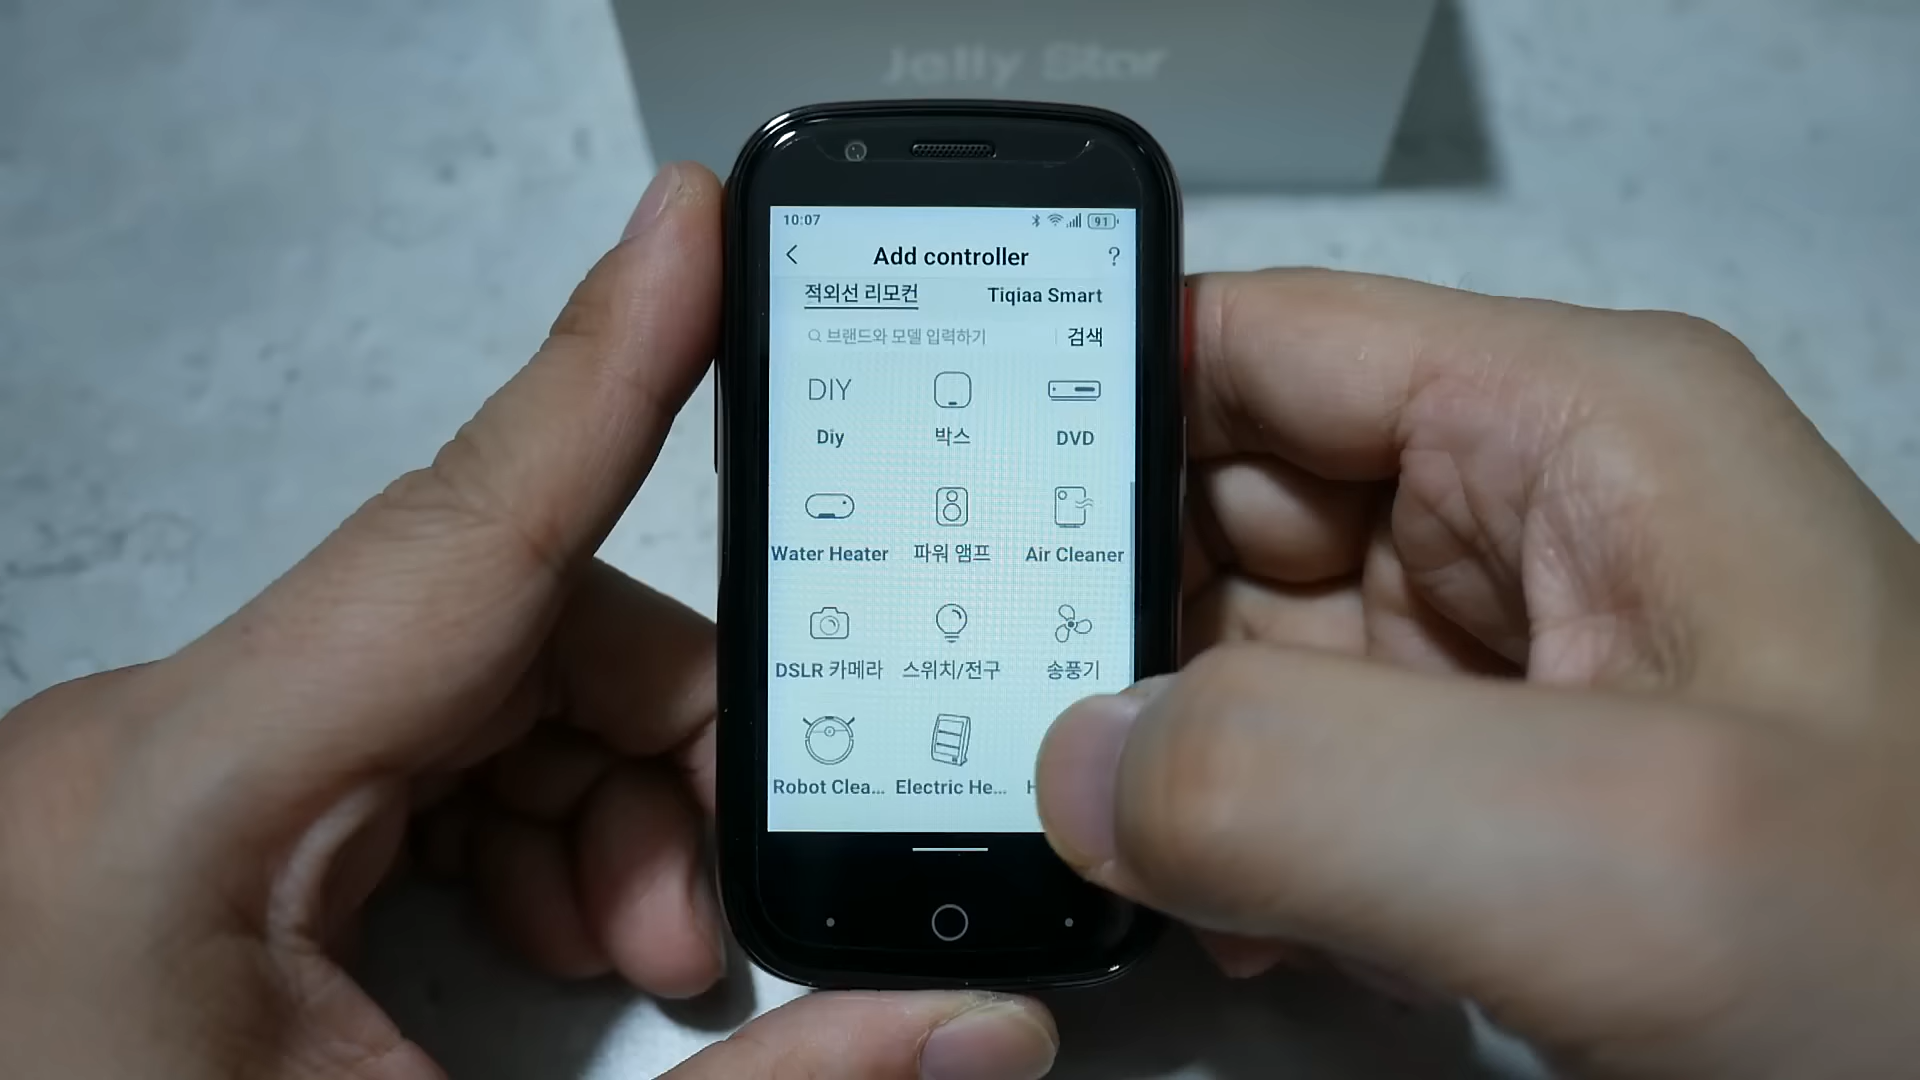 Jelly Star
10:07
91
Add controller
?
적외선 리모컨
Tiqiaa Smart
브랜드와 모델 입력하기
검색
DIY
Diy
박스
DVD
Water Heater
파워 앰프
Air Cleaner
DSLR 카메라
스위치/전구
송풍기
Robot Clea...
Electric He...